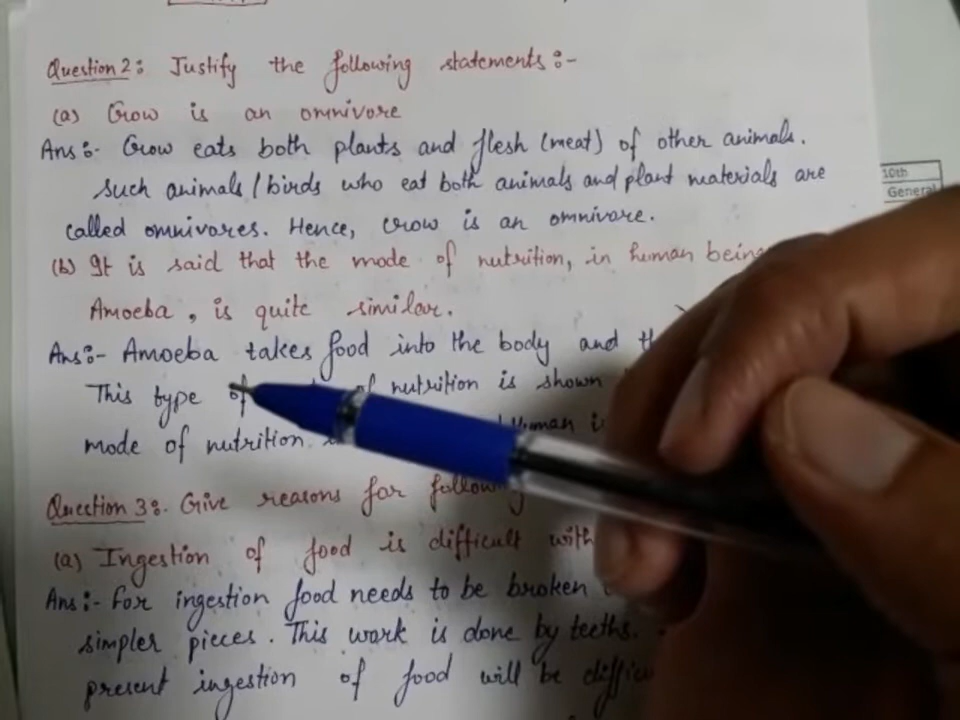 Question 2: Justify the following statements :-
(a) Crow is an omnivore
Ans :- Crow eats both plants and flesh (meat) of other animals.
such animals / birds who eat both animals and plant materials are
called omnivores. Hence, crow is an omnivore.
(b) It is said that the mode of nutrition, in human being
Amoeba, is quite similar.
Ans:- Amoeba takes food into the body and
This type of of nutrition is shown
mode of nutrition Human
Question 3:- Give reasons for following
(a) Ingestion of food is difficult with
Ans :- For ingestion food needs to be broken
simpler pieces. This work is done by teeths.
present ingestion of food will be
10th
General